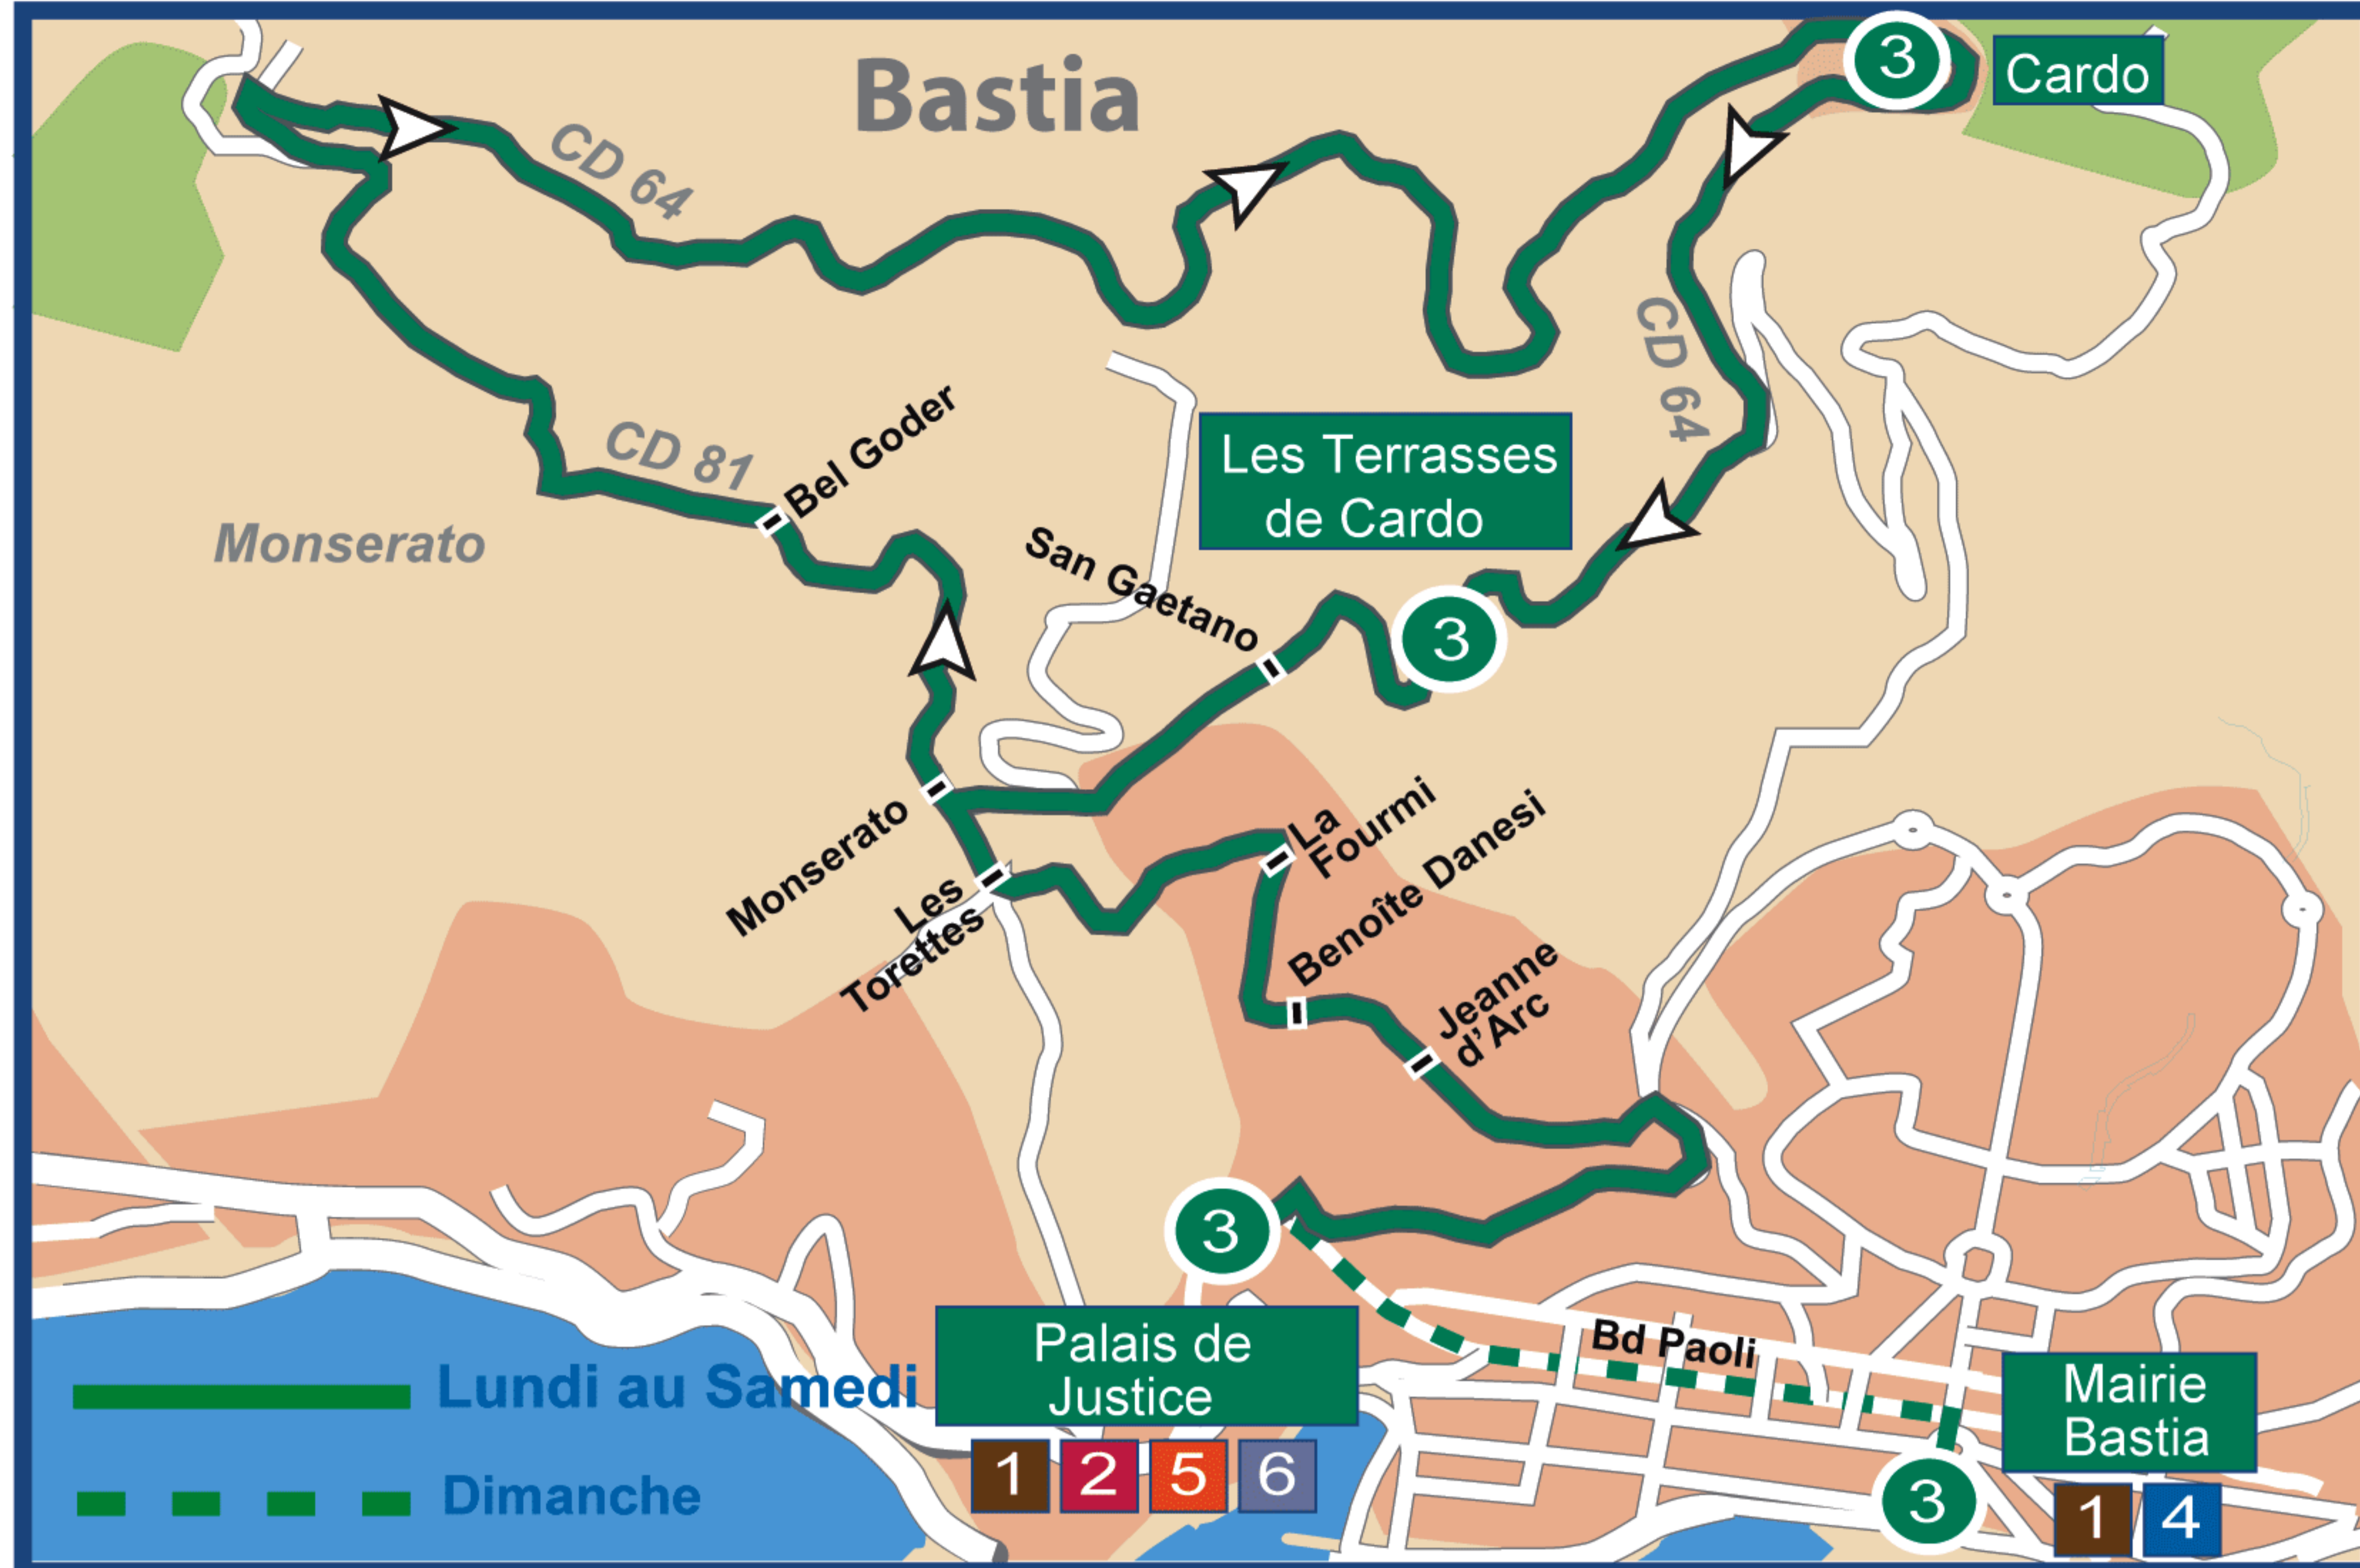 Bastia
3
Cardo
CD 64
CD 64
CD 81
Bel Goder
Les Terrasses
de Cardo
Monserato
San Gaetano
3
Monserato
Les
Torettes
La
Fourmi
Benoîte Danesi
Jeanne
d'Arc
3
Palais de
Justice
1 2 5 6
Bd Paoli
Mairie
Bastia
3
1 4
Lundi au Samedi
Dimanche